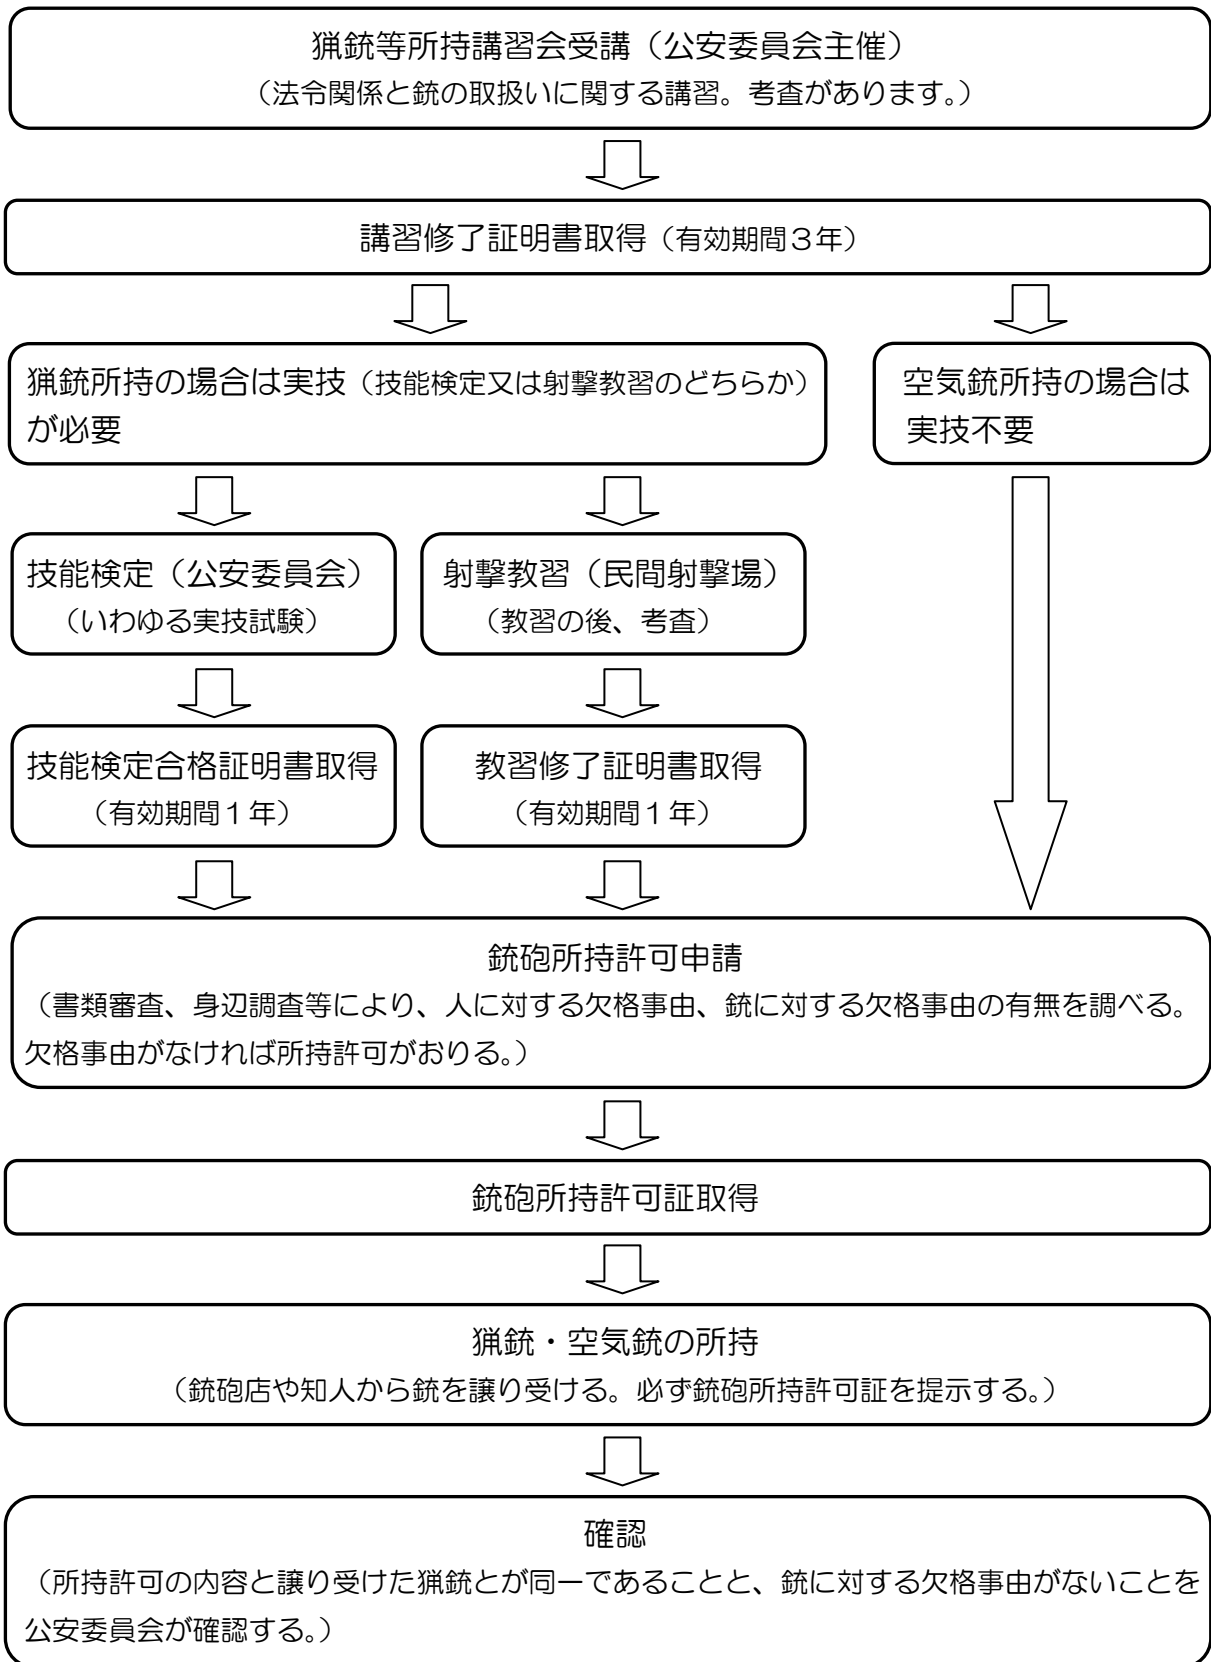 猟銃等所持講習会受講（公安委員会主催）
（法令関係と銃の取扱いに関する講習。考査があります。）
講習修了証明書取得（有効期間３年）
猟銃所持の場合は実技（技能検定又は射撃教習のどちらか）
が必要
空気銃所持の場合は
実技不要
技能検定（公安委員会）
（いわゆる実技試験）
射撃教習（民間射撃場）
（教習の後、考査）
技能検定合格証明書取得
（有効期間１年）
教習修了証明書取得
（有効期間１年）
銃砲所持許可申請
（書類審査、身辺調査等により、人に対する欠格事由、銃に対する欠格事由の有無を調べる。
欠格事由がなければ所持許可がおりる。）
銃砲所持許可証取得
猟銃・空気銃の所持
（銃砲店や知人から銃を譲り受ける。必ず銃砲所持許可証を提示する。）
確認
（所持許可の内容と譲り受けた猟銃とが同一であることと、銃に対する欠格事由がないことを
公安委員会が確認する。）